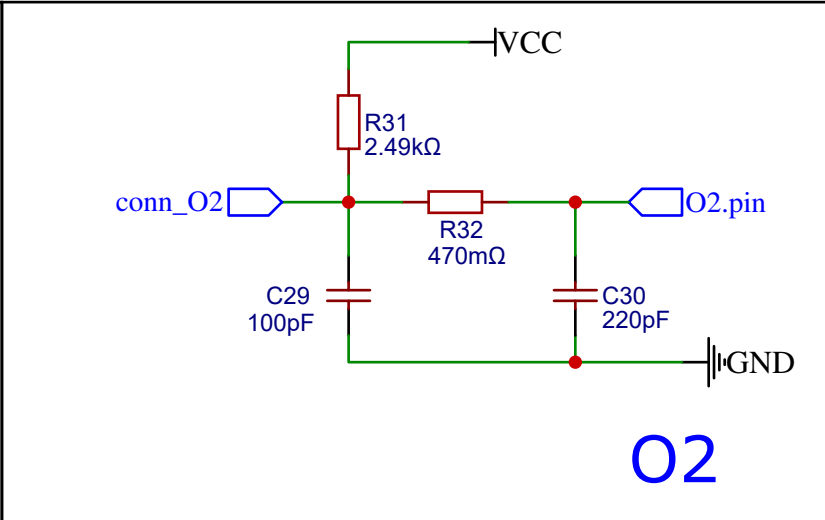 VCC
R31
2.49kΩ
conn_O2
O2.pin
R32
470mΩ
C29
100pF
C30
220pF
GND
O2